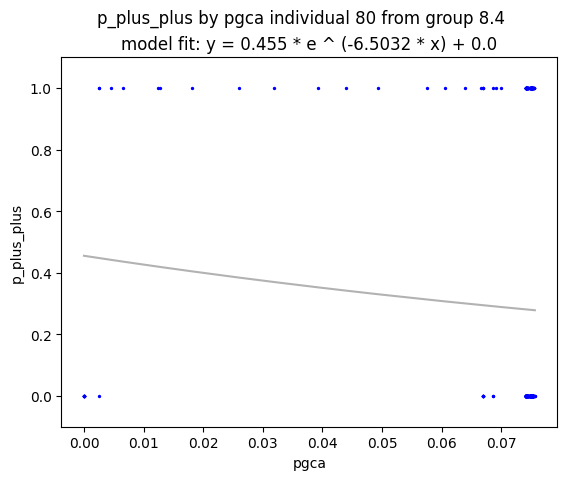 p_plus_plus by pgca individual 80 from group 8.4
model fit: y = 0.455 * e ^ (-6.5032 * x) + 0.0
1.0
0.8
p_plus_plus
0.6
0.4
0.2
0.0
0.00 0.01 0.02 0.03 0.04 0.05 0.06 0.07
pgca